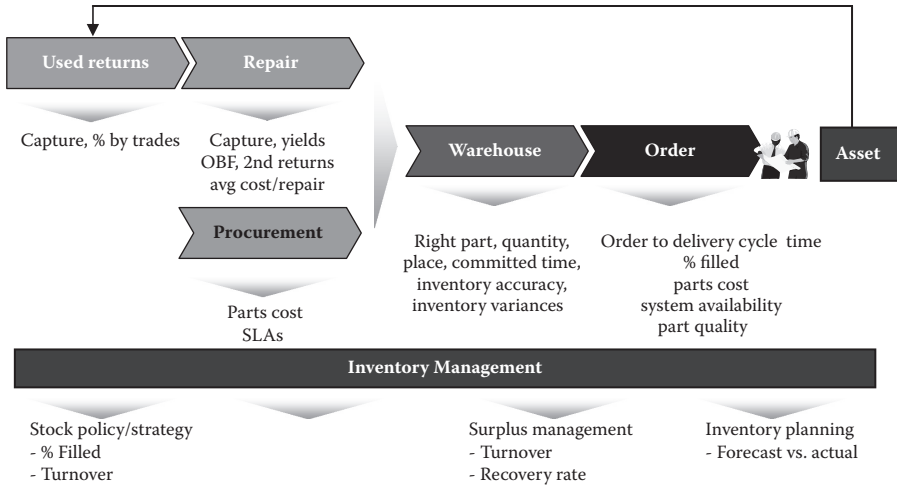 Used returns
Repair
Capture, % by trades
Capture, yields
OBF, 2nd returns
avg cost/repair
Warehouse
Order
Asset
Procurement
Right part, quantity,
place, committed time,
inventory accuracy,
inventory variances
Order to delivery cycle time
% filled
parts cost
system availability
part quality
Parts cost
SLAs
Inventory Management
Stock policy/strategy
- % Filled
- Turnover
Surplus management
- Turnover
- Recovery rate
Inventory planning
- Forecast vs. actual